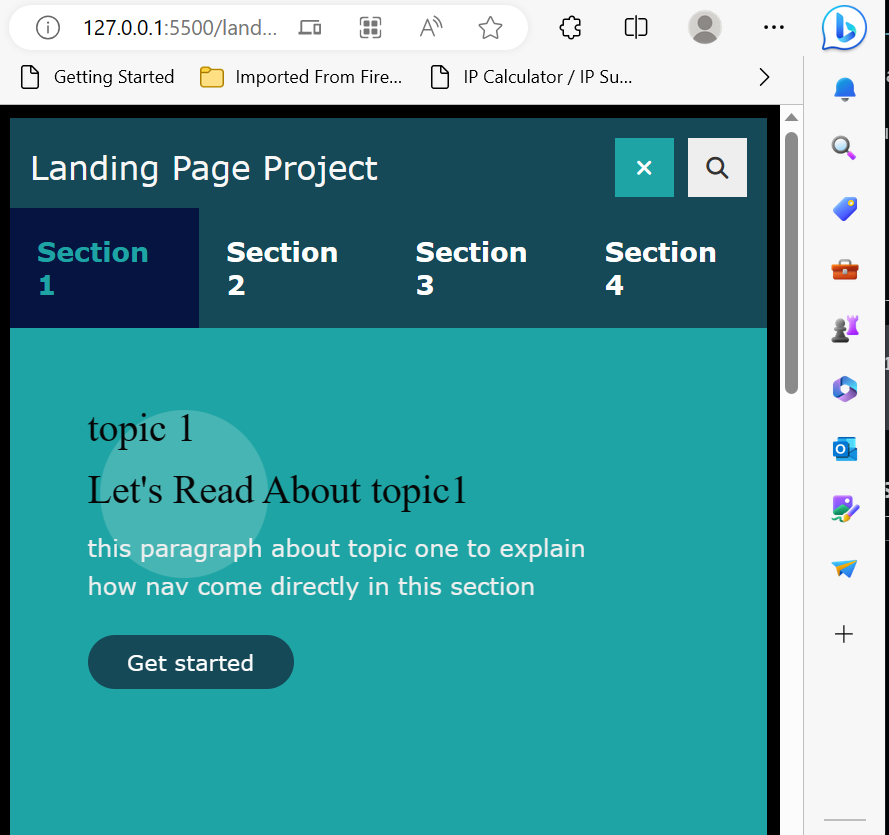 127.0.0.1:5500/land...
Getting Started
Imported From Fire...
IP Calculator / IP Su...
Landing Page Project
Section 1
Section 2
Section 3
Section 4
topic 1
Let's Read About topic1
this paragraph about topic one to explain
how nav come directly in this section
Get started